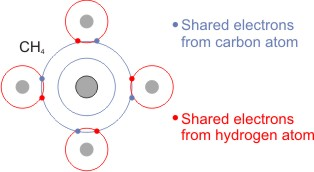 CH₄
Shared electrons
from carbon atom
Shared electrons
from hydrogen atom